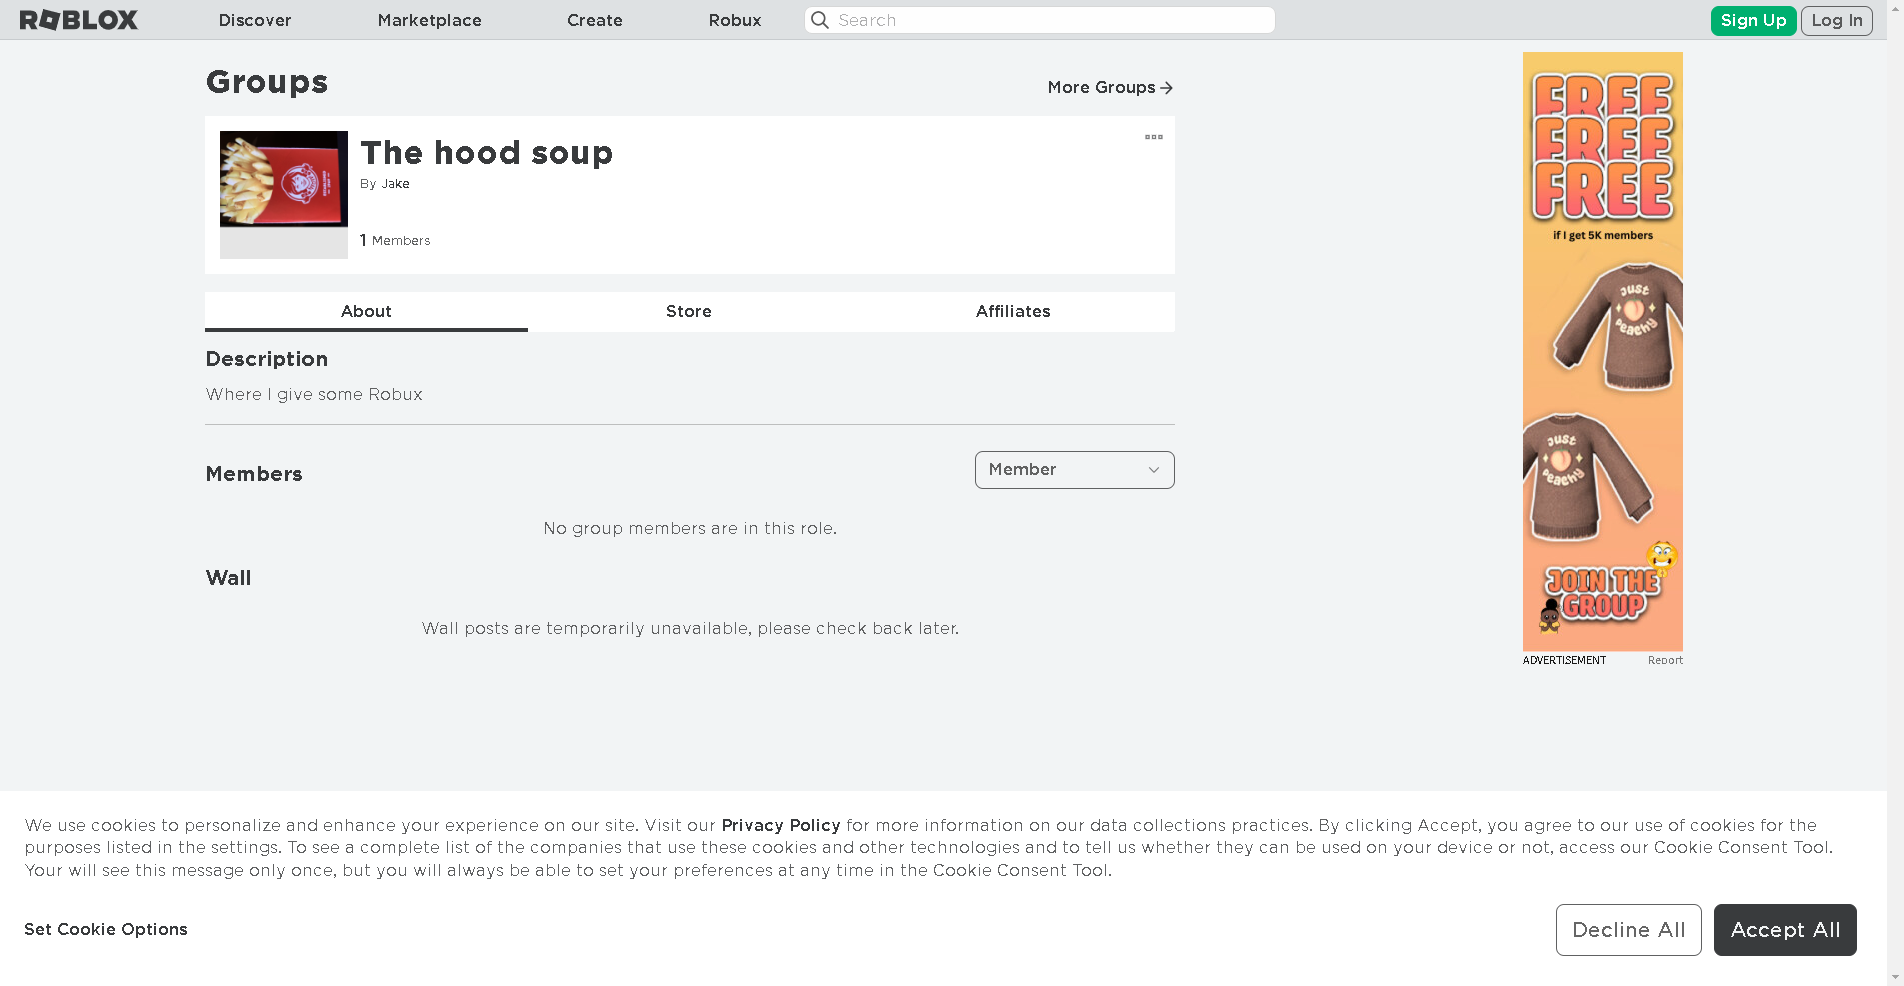 ROBLOX
Discover
Marketplace
Create
Robux
Search
Sign Up
Log In
Groups
More Groups
The hood soup
By Jake
1 Members
About
Store
Affiliates
Description
Where I give some Robux
Members
Member
No group members are in this role.
Wall
Wall posts are temporarily unavailable, please check back later.
FREE
FREE
FREE
if I get 5K members
JUST
Peachy
JUST
Peachy
JOIN THE
GROUP
ADVERTISEMENT
Report
We use cookies to personalize and enhance your experience on our site. Visit our Privacy Policy for more information on our data collections practices. By clicking Accept, you agree to our use of cookies for the
purposes listed in the settings. To see a complete list of the companies that use these cookies and other technologies and to tell us whether they can be used on your device or not, access our Cookie Consent Tool.
Your will see this message only once, but you will always be able to set your preferences at any time in the Cookie Consent Tool.
Set Cookie Options
Decline All
Accept All